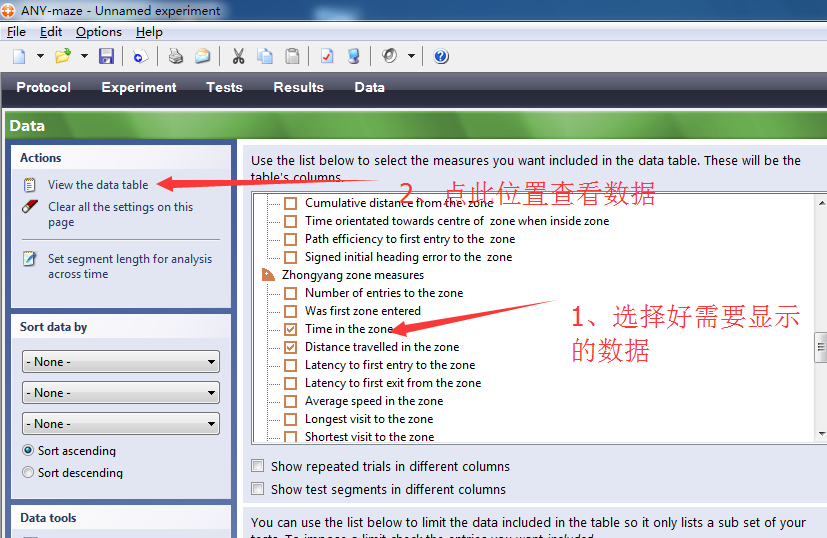 ANY-maze - Unnamed experiment
File Edit Options Help
Protocol Experiment Tests Results Data
Data
Actions
View the data table
Clear all the settings on this
page
Set segment length for analysis
across time
Sort data by
- None -
- None -
- None -
Sort ascending
Sort descending
Data tools
Use the list below to select the measures you want included in the data table. These will be the
table's columns.
2、点此位置查看数据
Cumulative distance from the zone
Time orientated towards centre of zone when inside zone
Path efficiency to first entry to the zone
Signed initial heading error to the zone
Zhongyang zone measures
Number of entries to the zone
Was first zone entered
Time in the zone
Distance travelled in the zone
Latency to first entry to the zone
Latency to first exit from the zone
Average speed in the zone
Longest visit to the zone
Shortest visit to the zone
1、选择好需要显示
的数据
Show repeated trials in different columns
Show test segments in different columns
You can use the list below to limit the data included in the table so it only lists a sub set of your
tests. To impose a limit check the entries you want included.